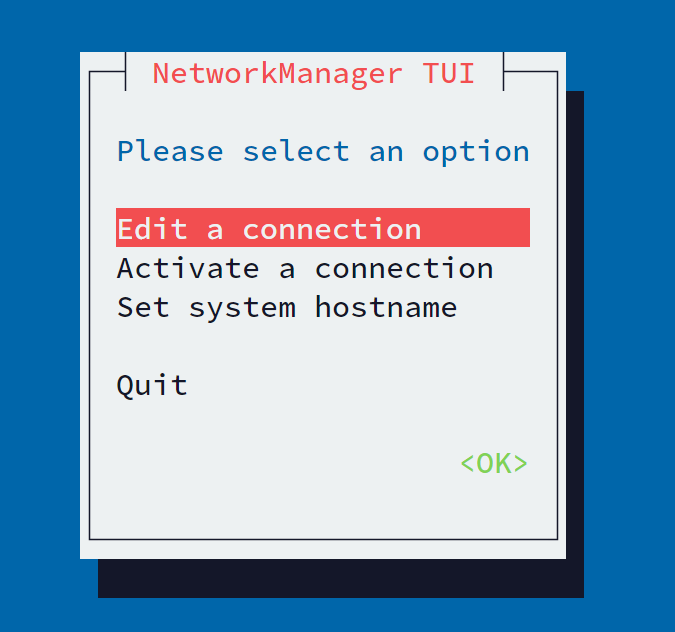 NetworkManager TUI
Please select an option
Edit a connection
Activate a connection
Set system hostname
Quit
<OK>